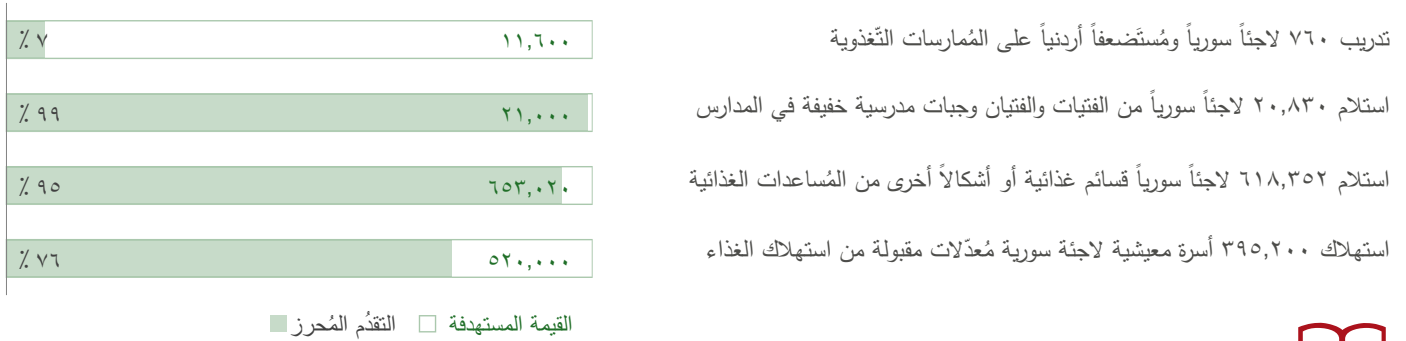 تدريب ٧٦٠ لاجئاً سورياً ومُستَضعفاً أردنياً على المُمارسات التّغذوية
١١,٦٠٠
٧ ٪
استلام ٢٠,٨٣٠ لاجئاً سورياً من الفتيات والفتيان وجبات مدرسية خفيفة في المدارس
٢١,٠٠٠
٩٩ ٪
استلام ٦١٨,٣٥٢ لاجئاً سورياً قسائم غذائية أو أشكالاً أخرى من المُساعدات الغذائية
٦٥٣,٠٢٠
٩٥ ٪
استهلاك ٣٩٥,٢٠٠ أسرة معيشية لاجئة سورية مُعدّلات مقبولة من استهلاك الغذاء
٥٢٠,٠٠٠
٧٦ ٪
القيمة المستهدفة
التقدُم المُحرز